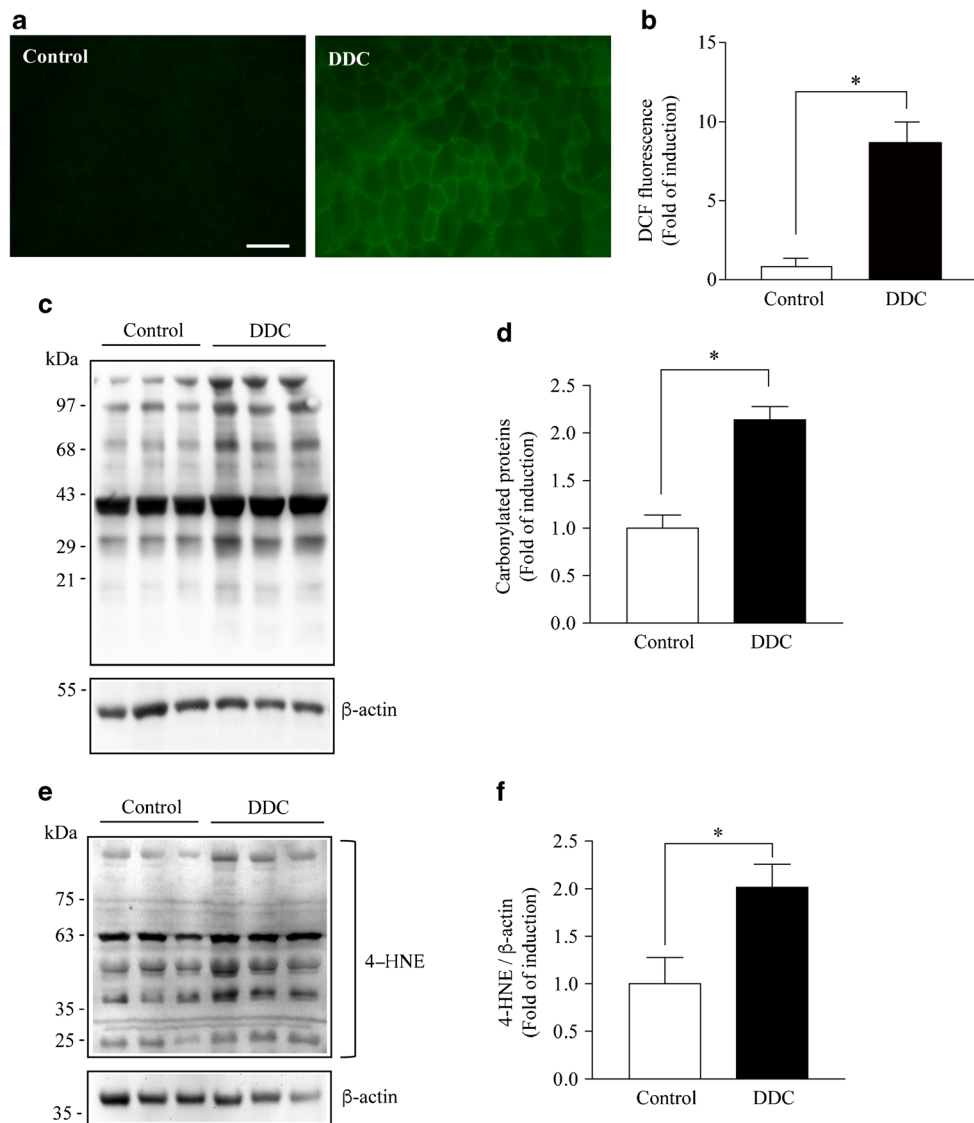 a
Control
DDC
b
15
10
5
0
DCF fluorescence
(Fold of induction)
*
Control DDC
c
Control DDC
kDa
97 -
68 -
43 -
29 -
21 -
55 -
β-actin
d
2.5
2.0
1.5
1.0
0.5
0.0
Carbonylated proteins
(Fold of induction)
*
Control DDC
e
Control DDC
kDa
75 -
63 -
35 -
25 -
4–HNE
35 -
β-actin
f
2.5
2.0
1.5
1.0
0.5
0.0
4-HNE / β-actin
(Fold of induction)
*
Control DDC